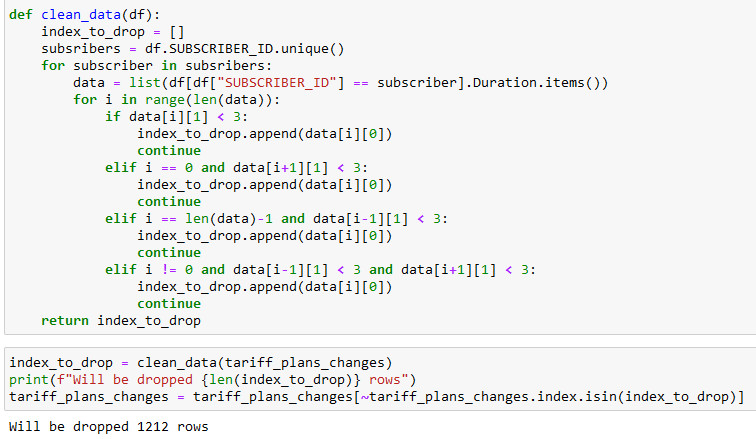 def clean_data(df):
    index_to_drop = []
    subsribers = df.SUBSCRIBER_ID.unique()
    for subscriber in subsribers:
        data = list(df[df["SUBSCRIBER_ID"] == subscriber].Duration.items())
        for i in range(len(data)):
            if data[i][1] < 3:
                index_to_drop.append(data[i][0])
                continue
            elif i == 0 and data[i+1][1] < 3:
                index_to_drop.append(data[i][0])
                continue
            elif i == len(data)-1 and data[i-1][1] < 3:
                index_to_drop.append(data[i][0])
                continue
            elif i != 0 and data[i-1][1] < 3 and data[i+1][1] < 3:
                index_to_drop.append(data[i][0])
                continue
    return index_to_drop
index_to_drop = clean_data(tariff_plans_changes)
print(f"Will be dropped {len(index_to_drop)} rows")
tariff_plans_changes = tariff_plans_changes[~tariff_plans_changes.index.isin(index_to_drop)]
Will be dropped 1212 rows